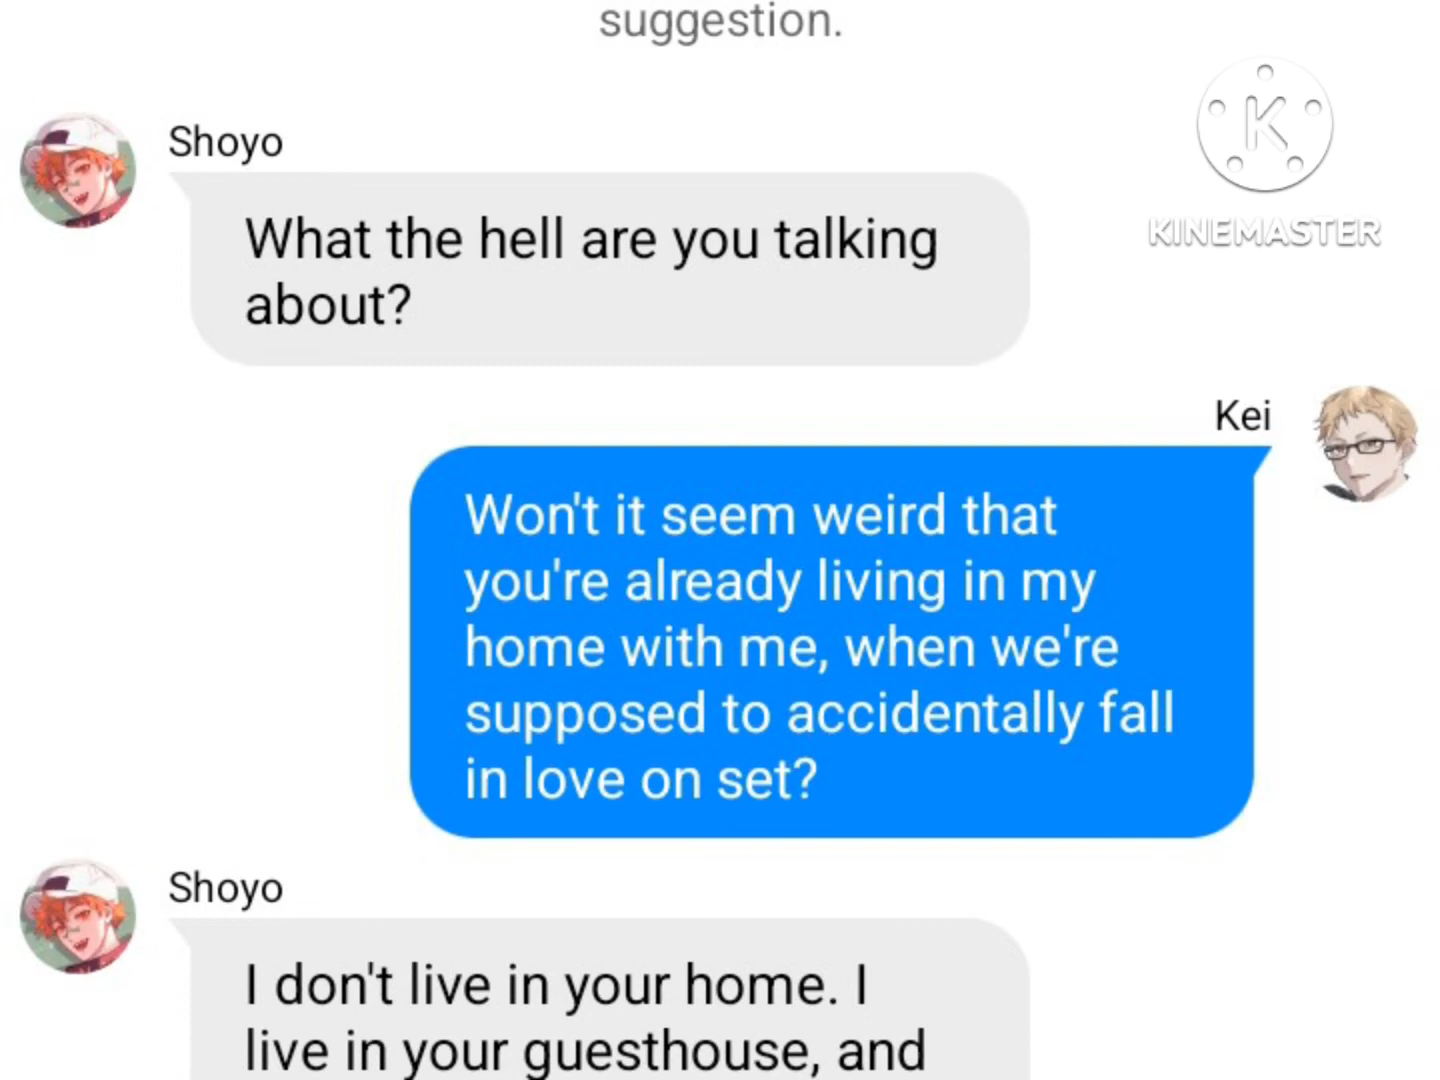 suggestion.
Shoyo
What the hell are you talking
about?
KINEMASTER
Kei
Won't it seem weird that
you're already living in my
home with me, when we're
supposed to accidentally fall
in love on set?
Shoyo
I don't live in your home. I
live in your guesthouse, and